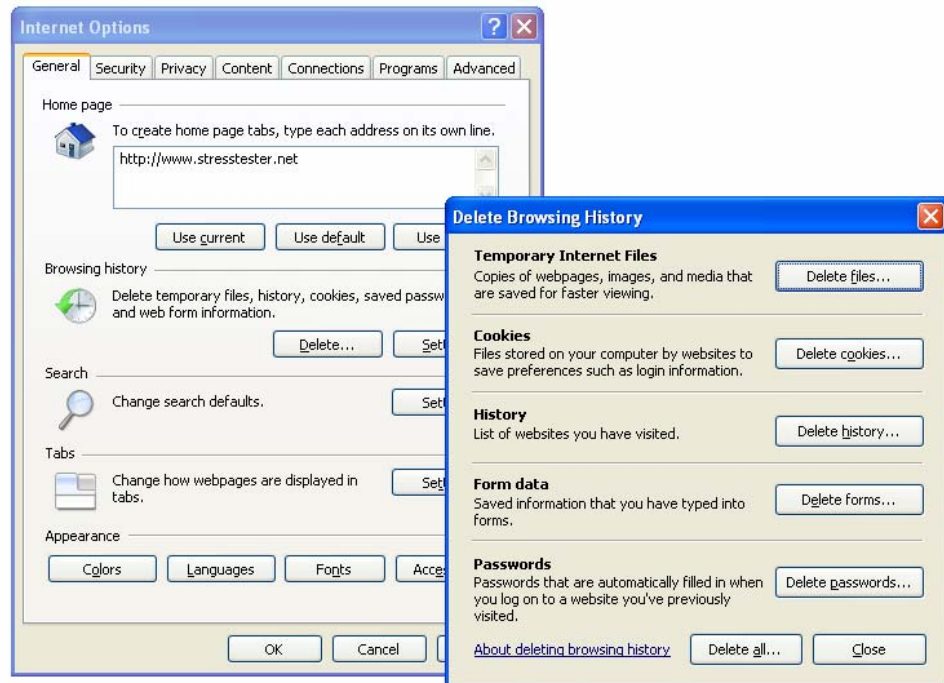 Internet Options
General Security Privacy Content Connections Programs Advanced
Home page
To create home page tabs, type each address on its own line.
http://www.stresstester.net
Use current Use default Use
Browsing history
Delete temporary files, history, cookies, saved
and web form information.
Delete...
Search
Change search defaults.
Tabs
Change how webpages are displayed in
tabs.
Appearance
Colors Languages Fonts
OK Cancel
Delete Browsing History
Temporary Internet Files
Copies of webpages, images, and media that
are saved for faster viewing.
Delete files...
Cookies
Files stored on your computer by websites to
save preferences such as login information.
Delete cookies...
History
List of websites you have visited.
Delete history...
Form data
Saved information that you have typed into
forms.
Delete forms...
Passwords
Passwords that are automatically filled in when
you log on to a website you've previously
visited.
Delete passwords...
About deleting browsing history Delete all... Close